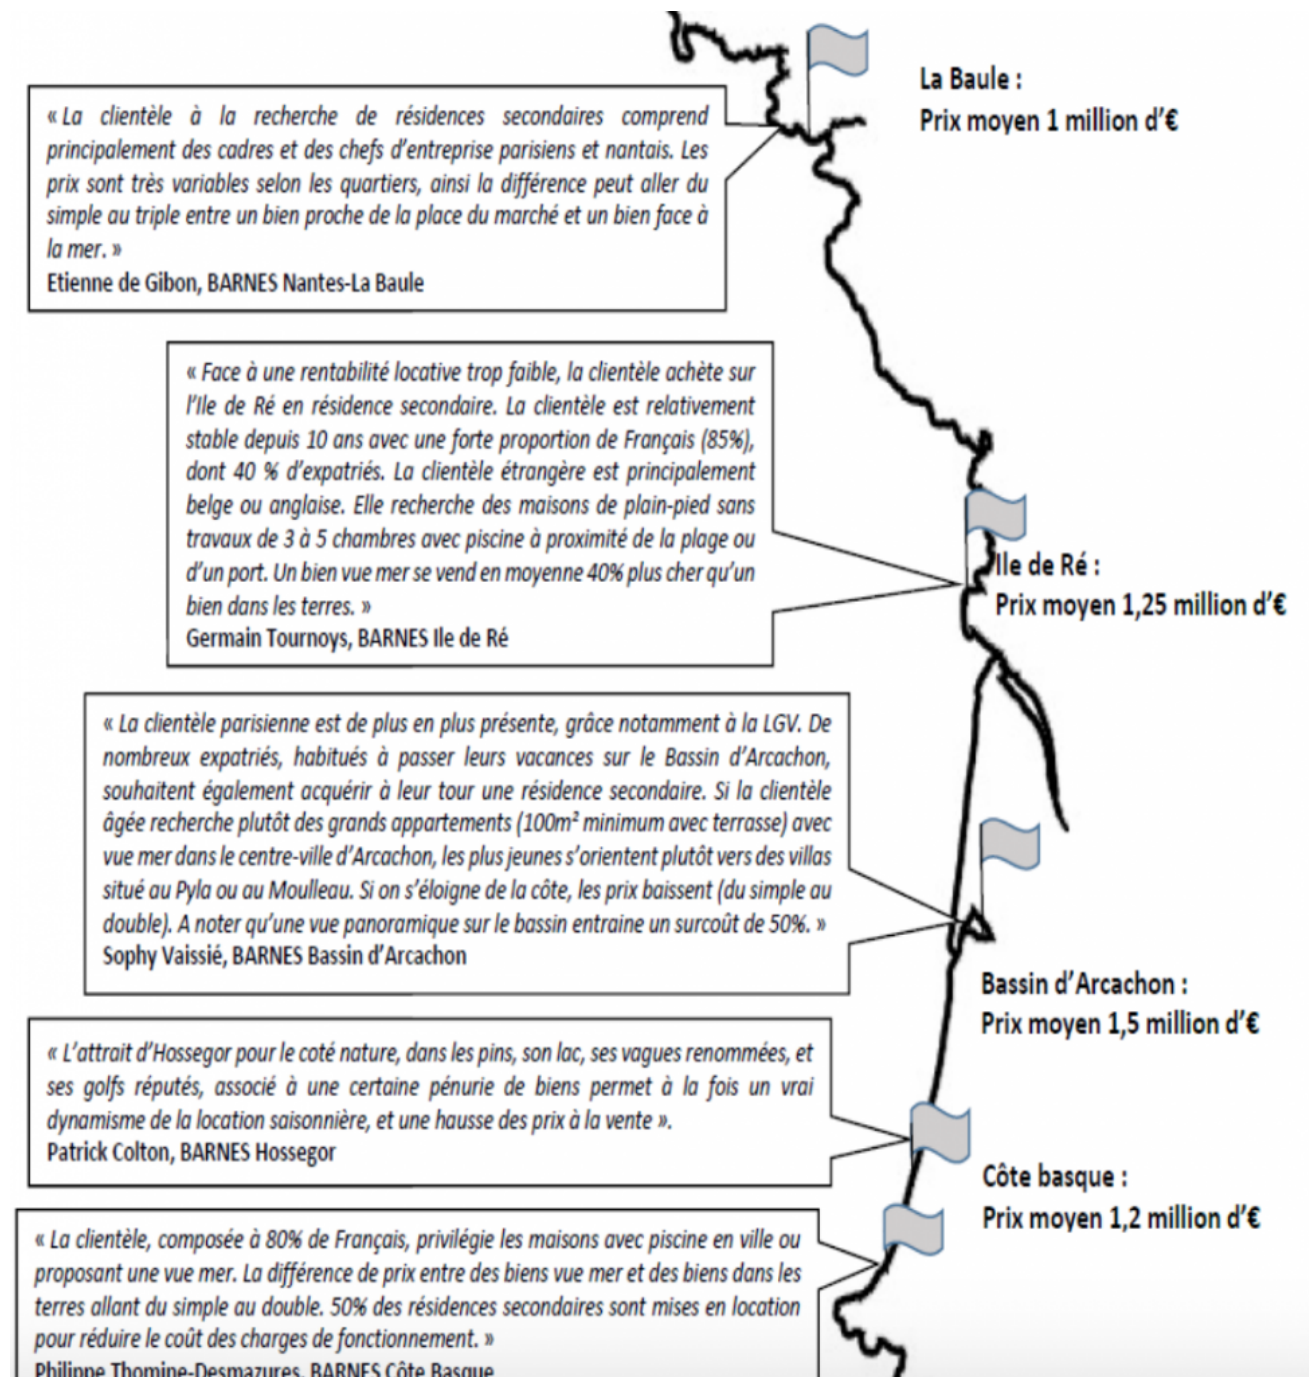 La Baule :
Prix moyen 1 million d'€
« La clientèle à la recherche de résidences secondaires comprend
principalement des cadres et des chefs d'entreprise parisiens et nantais. Les
prix sont très variables selon les quartiers, ainsi la différence peut aller du
simple au triple entre un bien proche de la place du marché et un bien face à
la mer. »
Etienne de Gibon, BARNES Nantes-La Baule
« Face à une rentabilité locative trop faible, la clientèle achète sur
l'Ile de Ré en résidence secondaire. La clientèle est relativement
stable depuis 10 ans avec une forte proportion de Français (85%),
dont 40 % d'expatriés. La clientèle étrangère est principalement
belge ou anglaise. Elle recherche des maisons de plain-pied sans
travaux de 3 à 5 chambres avec piscine à proximité de la plage ou
d'un port. Un bien vue mer se vend en moyenne 40% plus cher qu'un
bien dans les terres. »
Germain Tournoys, BARNES Ile de Ré
Ile de Ré :
Prix moyen 1,25 million d'€
« La clientèle parisienne est de plus en plus présente, grâce notamment à la LGV. De
nombreux expatriés, habitués à passer leurs vacances sur le Bassin d'Arcachon,
souhaitent également acquérir à leur tour une résidence secondaire. Si la clientèle
âgée recherche plutôt des grands appartements (100m² minimum avec terrasse) avec
vue mer dans le centre-ville d'Arcachon, les plus jeunes s'orientent plutôt vers des villas
situé au Pyla ou au Moulleau. Si on s'éloigne de la côte, les prix baissent (du simple au
double). A noter qu'une vue panoramique sur le bassin entraine un surcoût de 50%. »
Sophy Vaissié, BARNES Bassin d'Arcachon
Bassin d'Arcachon :
Prix moyen 1,5 million d'€
« L'attrait d'Hossegor pour le coté nature, dans les pins, son lac, ses vagues renommées, et
ses golfs réputés, associé à une certaine pénurie de biens permet à la fois un vrai
dynamisme de la location saisonnière, et une hausse des prix à la vente ».
Patrick Colton, BARNES Hossegor
Côte basque :
Prix moyen 1,2 million d'€
« La clientèle, composée à 80% de Français, privilégie les maisons avec piscine en ville ou
proposant une vue mer. La différence de prix entre des biens vue mer et des biens dans les
terres allant du simple au double. 50% des résidences secondaires sont mises en location
pour réduire le coût des charges de fonctionnement. »
Philippe Thomine-Desmazures, BARNES Côte Basque